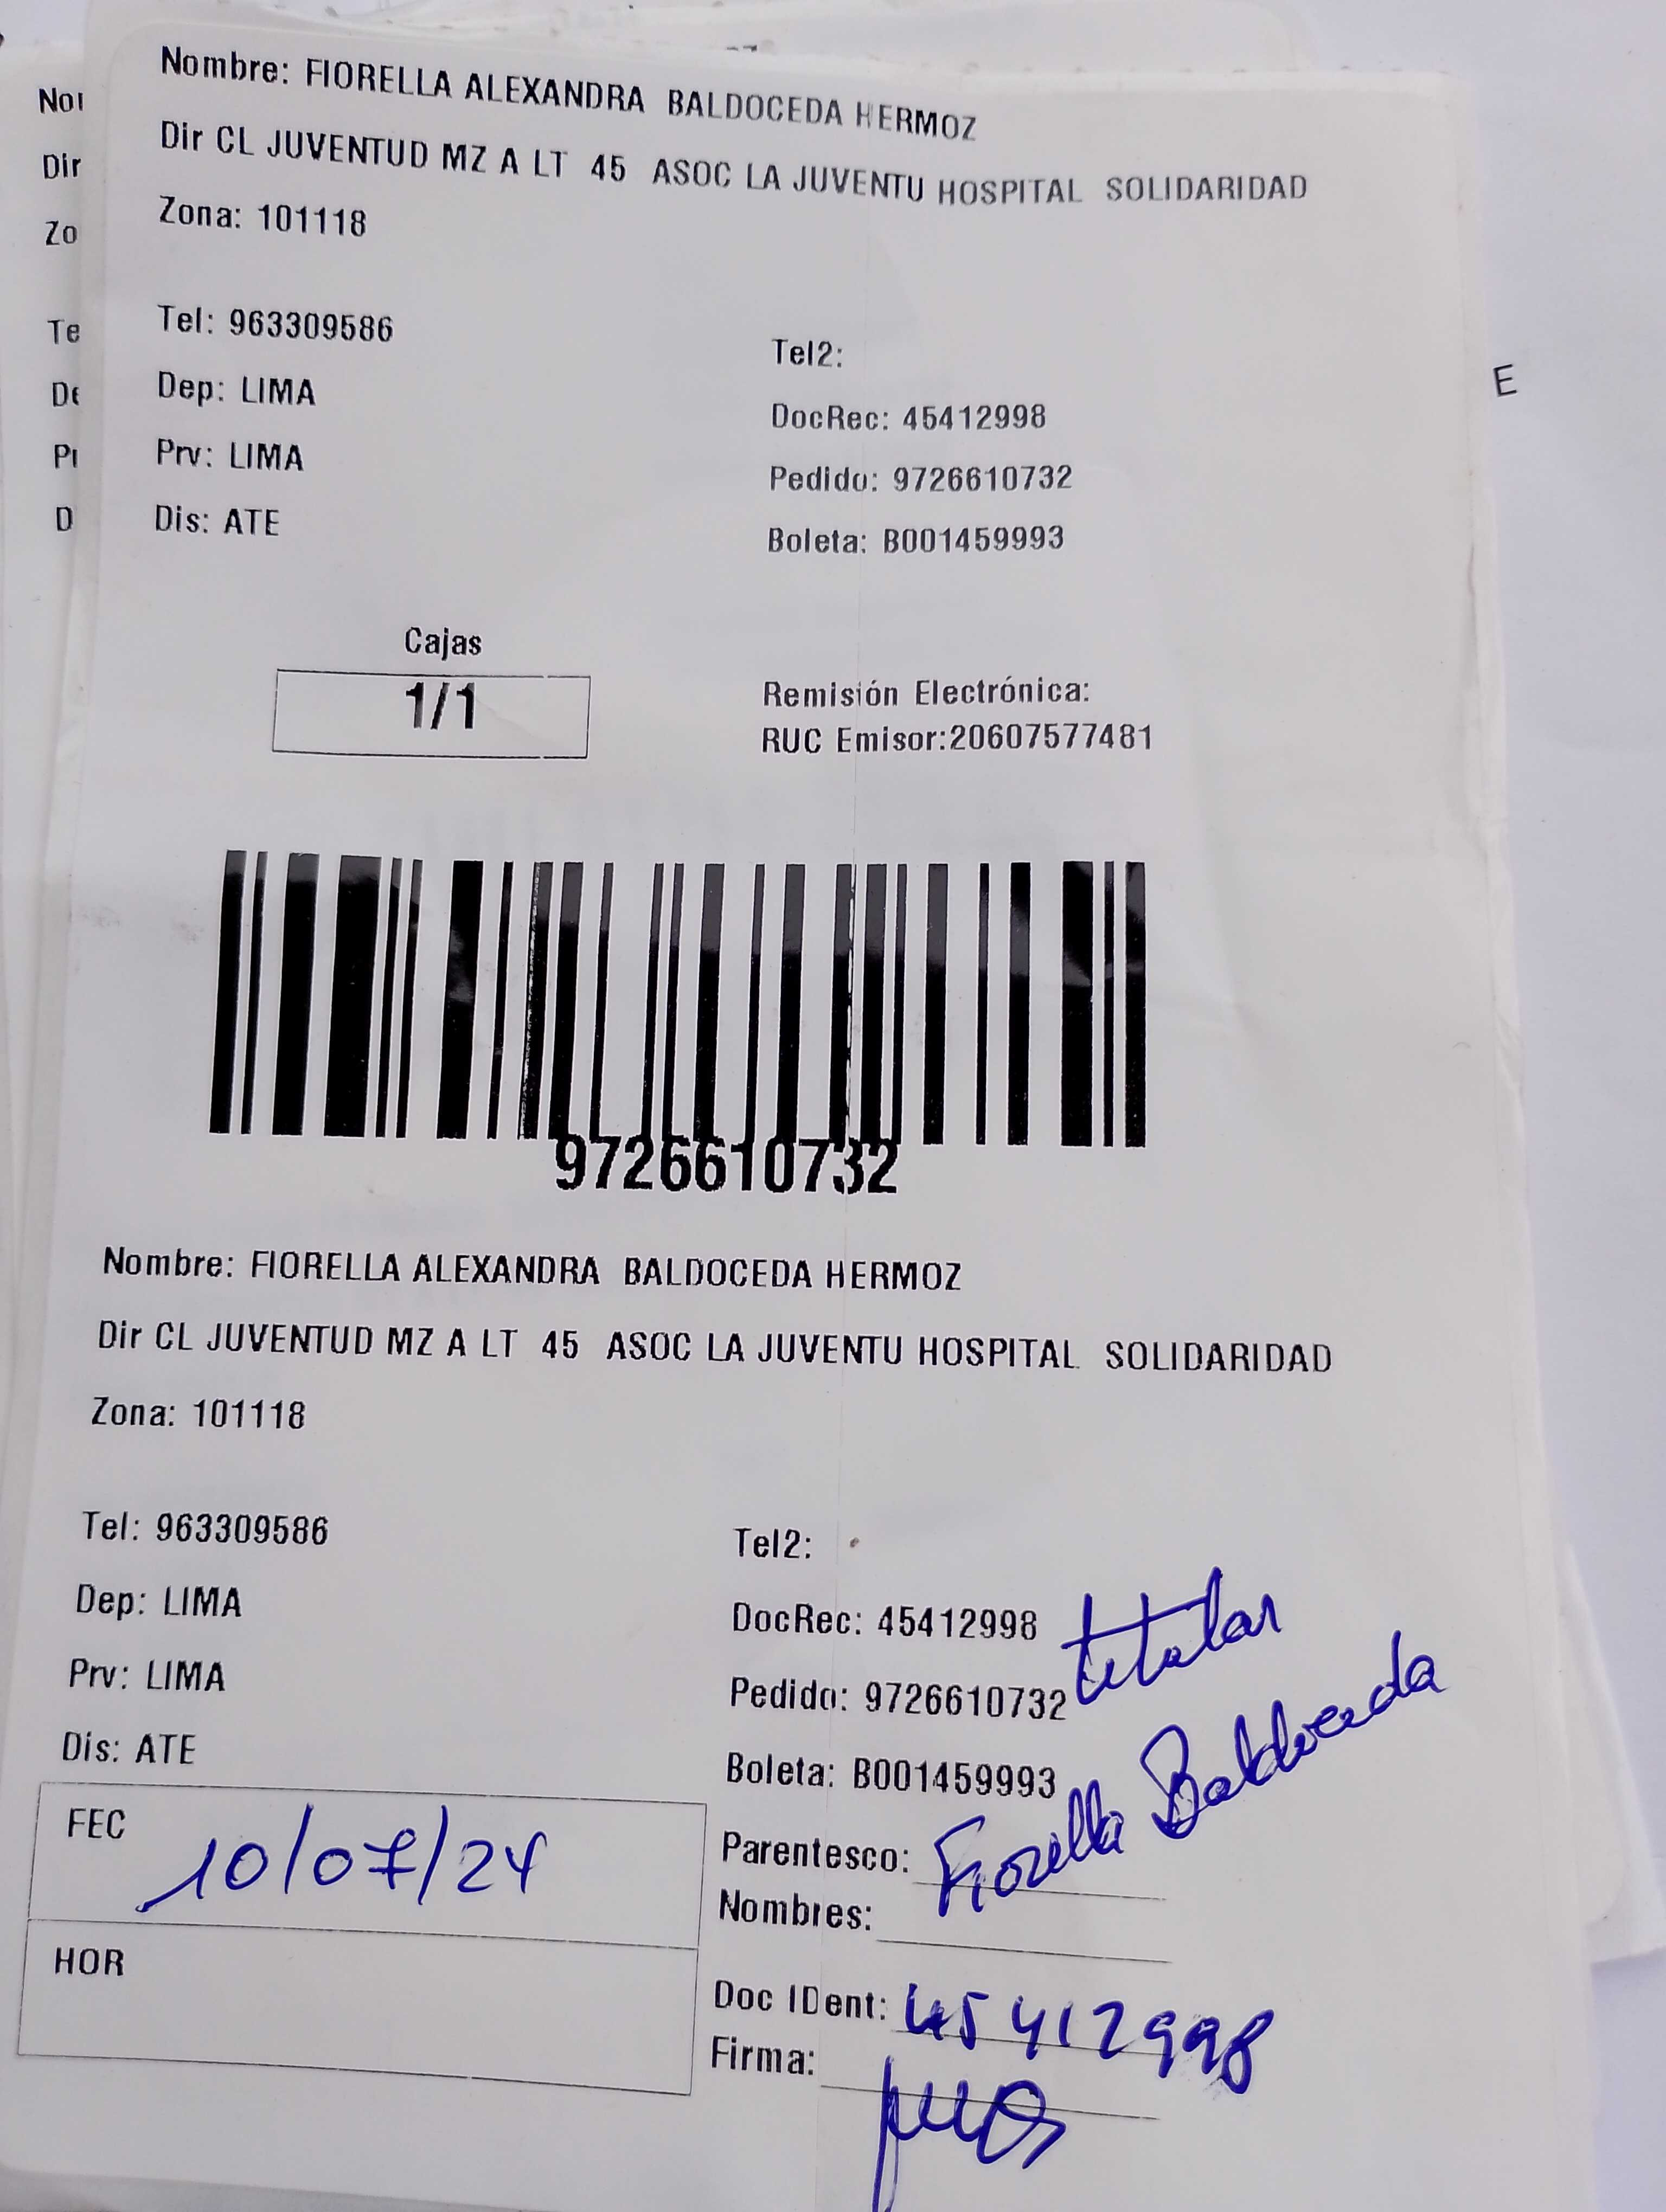 Nombre: FIORELLA ALEXANDRA BALDOCEDA HERMOZ
Dir CL JUVENTUD MZ A LT 45 ASOC LA JUVENTU HOSPITAL SOLIDARIDAD
Zona: 101118
Tel: 963309586
Tel2:
Dep: LIMA
DocRec: 45412998
Prv: LIMA
Pedido: 9726610732
Dis: ATE
Boleta: B001459993
E
Cajas
1/1
Remisión Electrónica:
RUC Emisor:20607577481
9726610732
Nombre: FIORELLA ALEXANDRA BALDOCEDA HERMOZ
Dir CL JUVENTUD MZ A LT 45 ASOC LA JUVENTU HOSPITAL SOLIDARIDAD
Zona: 101118
Tel: 963309586
Tel2:
Dep: LIMA
DocRec: 45412998 titular
Prv: LIMA
Pedido: 9726610732
Dis: ATE
Boleta: B001459993
FEC 10/07/24
Parentesco: Fiorella Baldoceda
Nombres:
HOR
Doc IDent: 45412998
Firma: